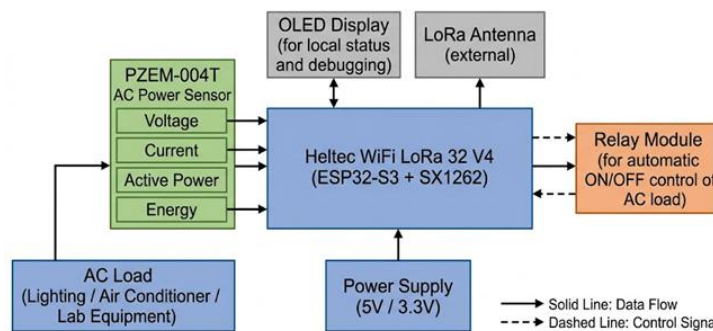 OLED Display
(for local status
and debugging)
LoRa Antenna
(external)
PZEM-004T
AC Power Sensor
Voltage
Current
Active Power
Energy
Heltec WiFi LoRa 32 V4
(ESP32-S3 + SX1262)
Relay Module
(for automatic
ON/OFF control of
AC load)
AC Load
(Lighting / Air Conditioner /
Lab Equipment)
Power Supply
(5V / 3.3V)
Solid Line: Data Flow
Dashed Line: Control Signa